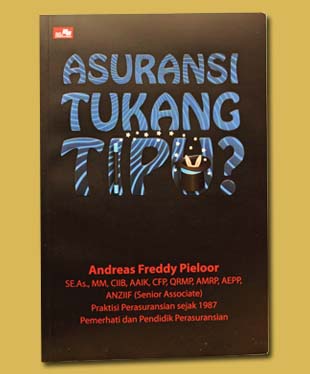 ASURANSI
TUKANG
TIPU?
Andreas Freddy Pieloor
SE.As., MM, CIIB, AAIK, CFP, QRMP, AMRP, AEPP,
ANZIIF (Senior Associate)
Praktisi Perasuransian sejak 1987
Pemerhati dan Pendidik Perasuransian